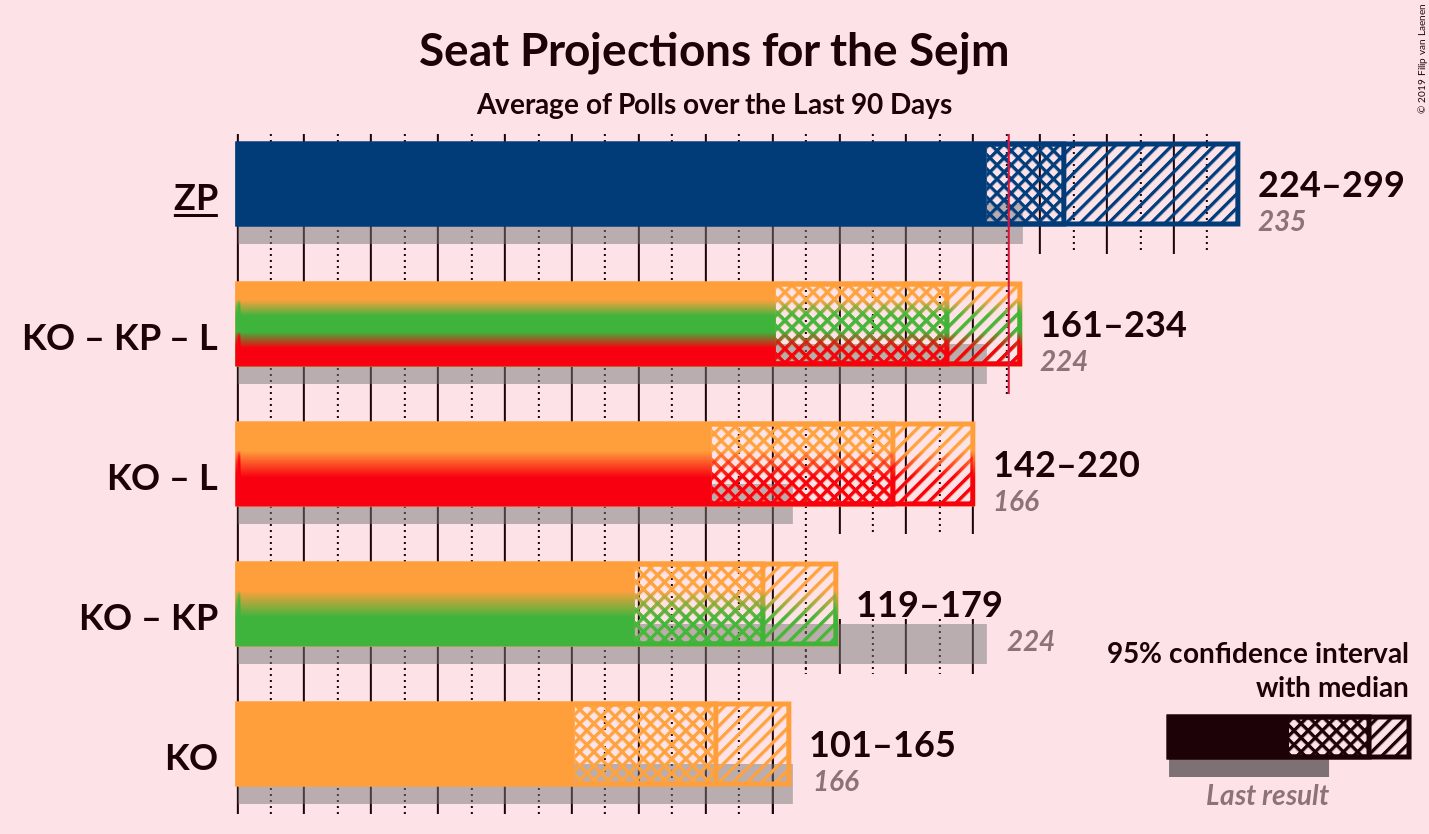 Seat Projections for the Sejm
Average of Polls over the Last 90 Days
© 2019 Filip van Laenen
ZP
224–299
235
KO – KP – L
161–234
224
KO – L
142–220
166
KO – KP
119–179
224
KO
101–165
166
95% confidence interval
with median
Last result